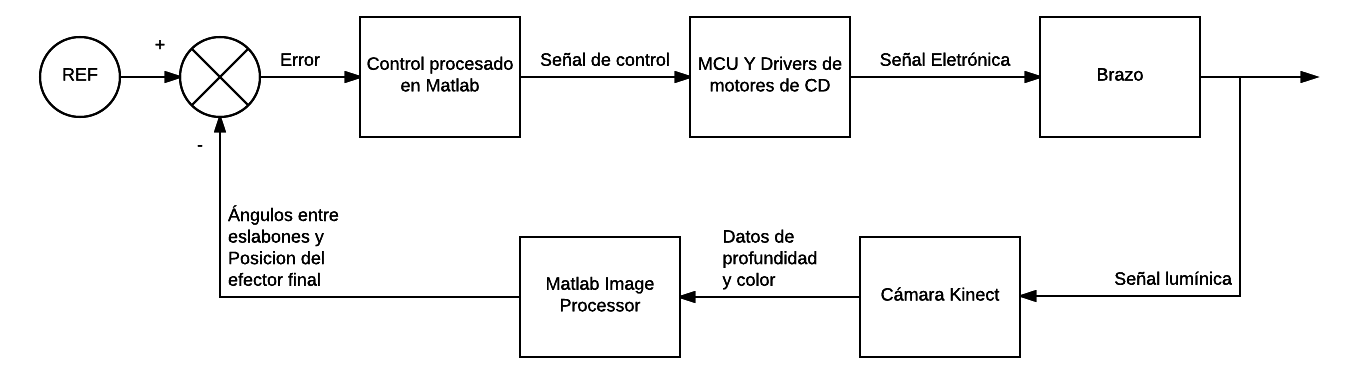 REF
+
-
Error
Control procesado
en Matlab
Señal de control
MCU Y Drivers de
motores de CD
Señal Eletrónica
Brazo
Señal lumínica
Cámara Kinect
Datos de
profundidad
y color
Matlab Image
Processor
Ángulos entre
eslabones y
Posicion del
efector final